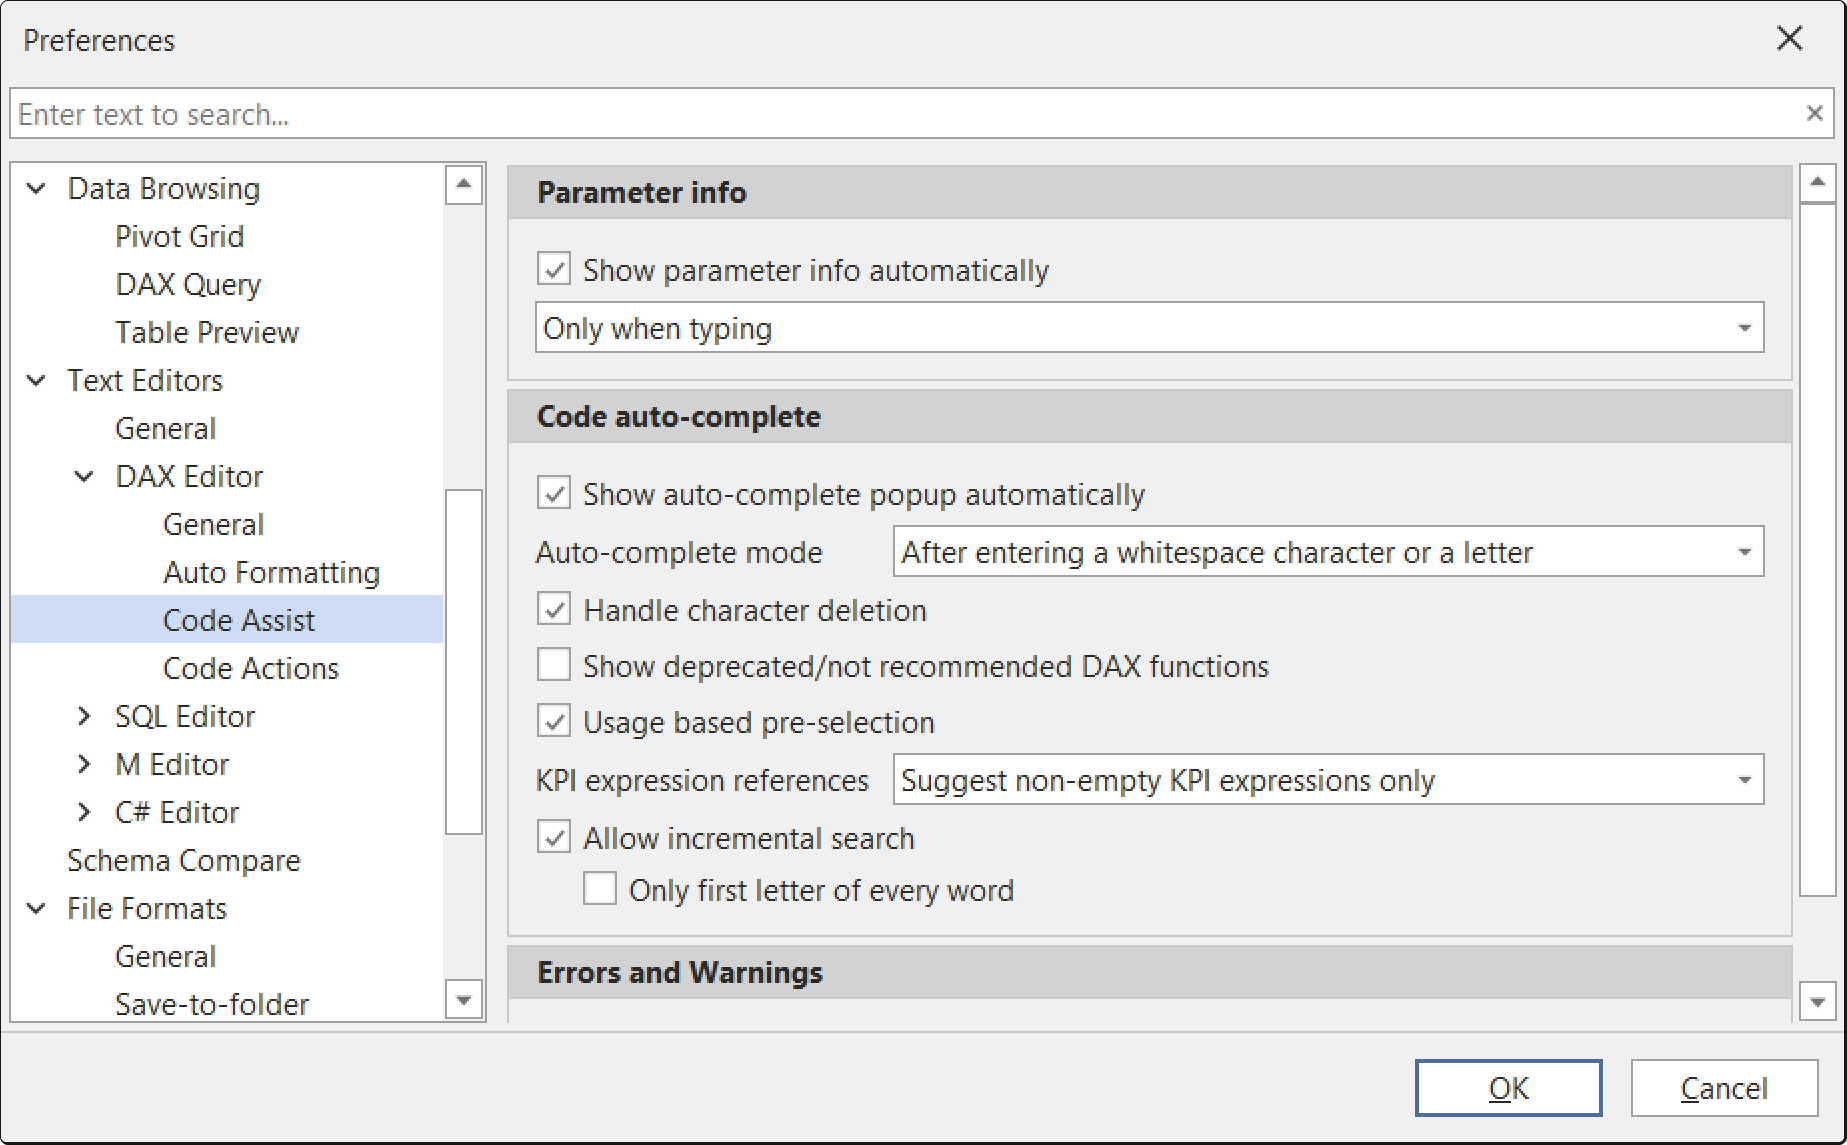 Preferences
Enter text to search...
Data Browsing
Pivot Grid
DAX Query
Table Preview
Text Editors
General
DAX Editor
General
Auto Formatting
Code Assist
Code Actions
SQL Editor
M Editor
C# Editor
Schema Compare
File Formats
General
Save-to-folder
Parameter info
Show parameter info automatically
Only when typing
Code auto-complete
Show auto-complete popup automatically
Auto-complete mode After entering a whitespace character or a letter
Handle character deletion
Show deprecated/not recommended DAX functions
Usage based pre-selection
KPI expression references Suggest non-empty KPI expressions only
Allow incremental search
Only first letter of every word
Errors and Warnings
OK Cancel